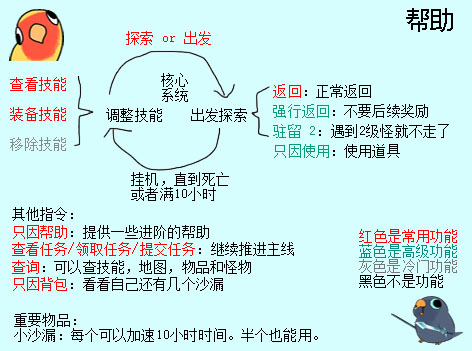 帮助
探索 or 出发
查看技能
装备技能
移除技能
核心
系统
调整技能
出发探索
返回：正常返回
强行返回：不要后续奖励
驻留 2：遇到2级怪就不走了
只因使用：使用道具
挂机，直到死亡
或者满10小时
其他指令：
只因帮助：提供一些进阶的帮助
查看任务/领取任务/提交任务：继续推进主线
查询：可以查技能，地图，物品和怪物
只因背包：看看自己还有几个沙漏
红色是常用功能
蓝色是高级功能
灰色是冷门功能
黑色不是功能
重要物品：
小沙漏：每个可以加速10小时时间。半个也能用。